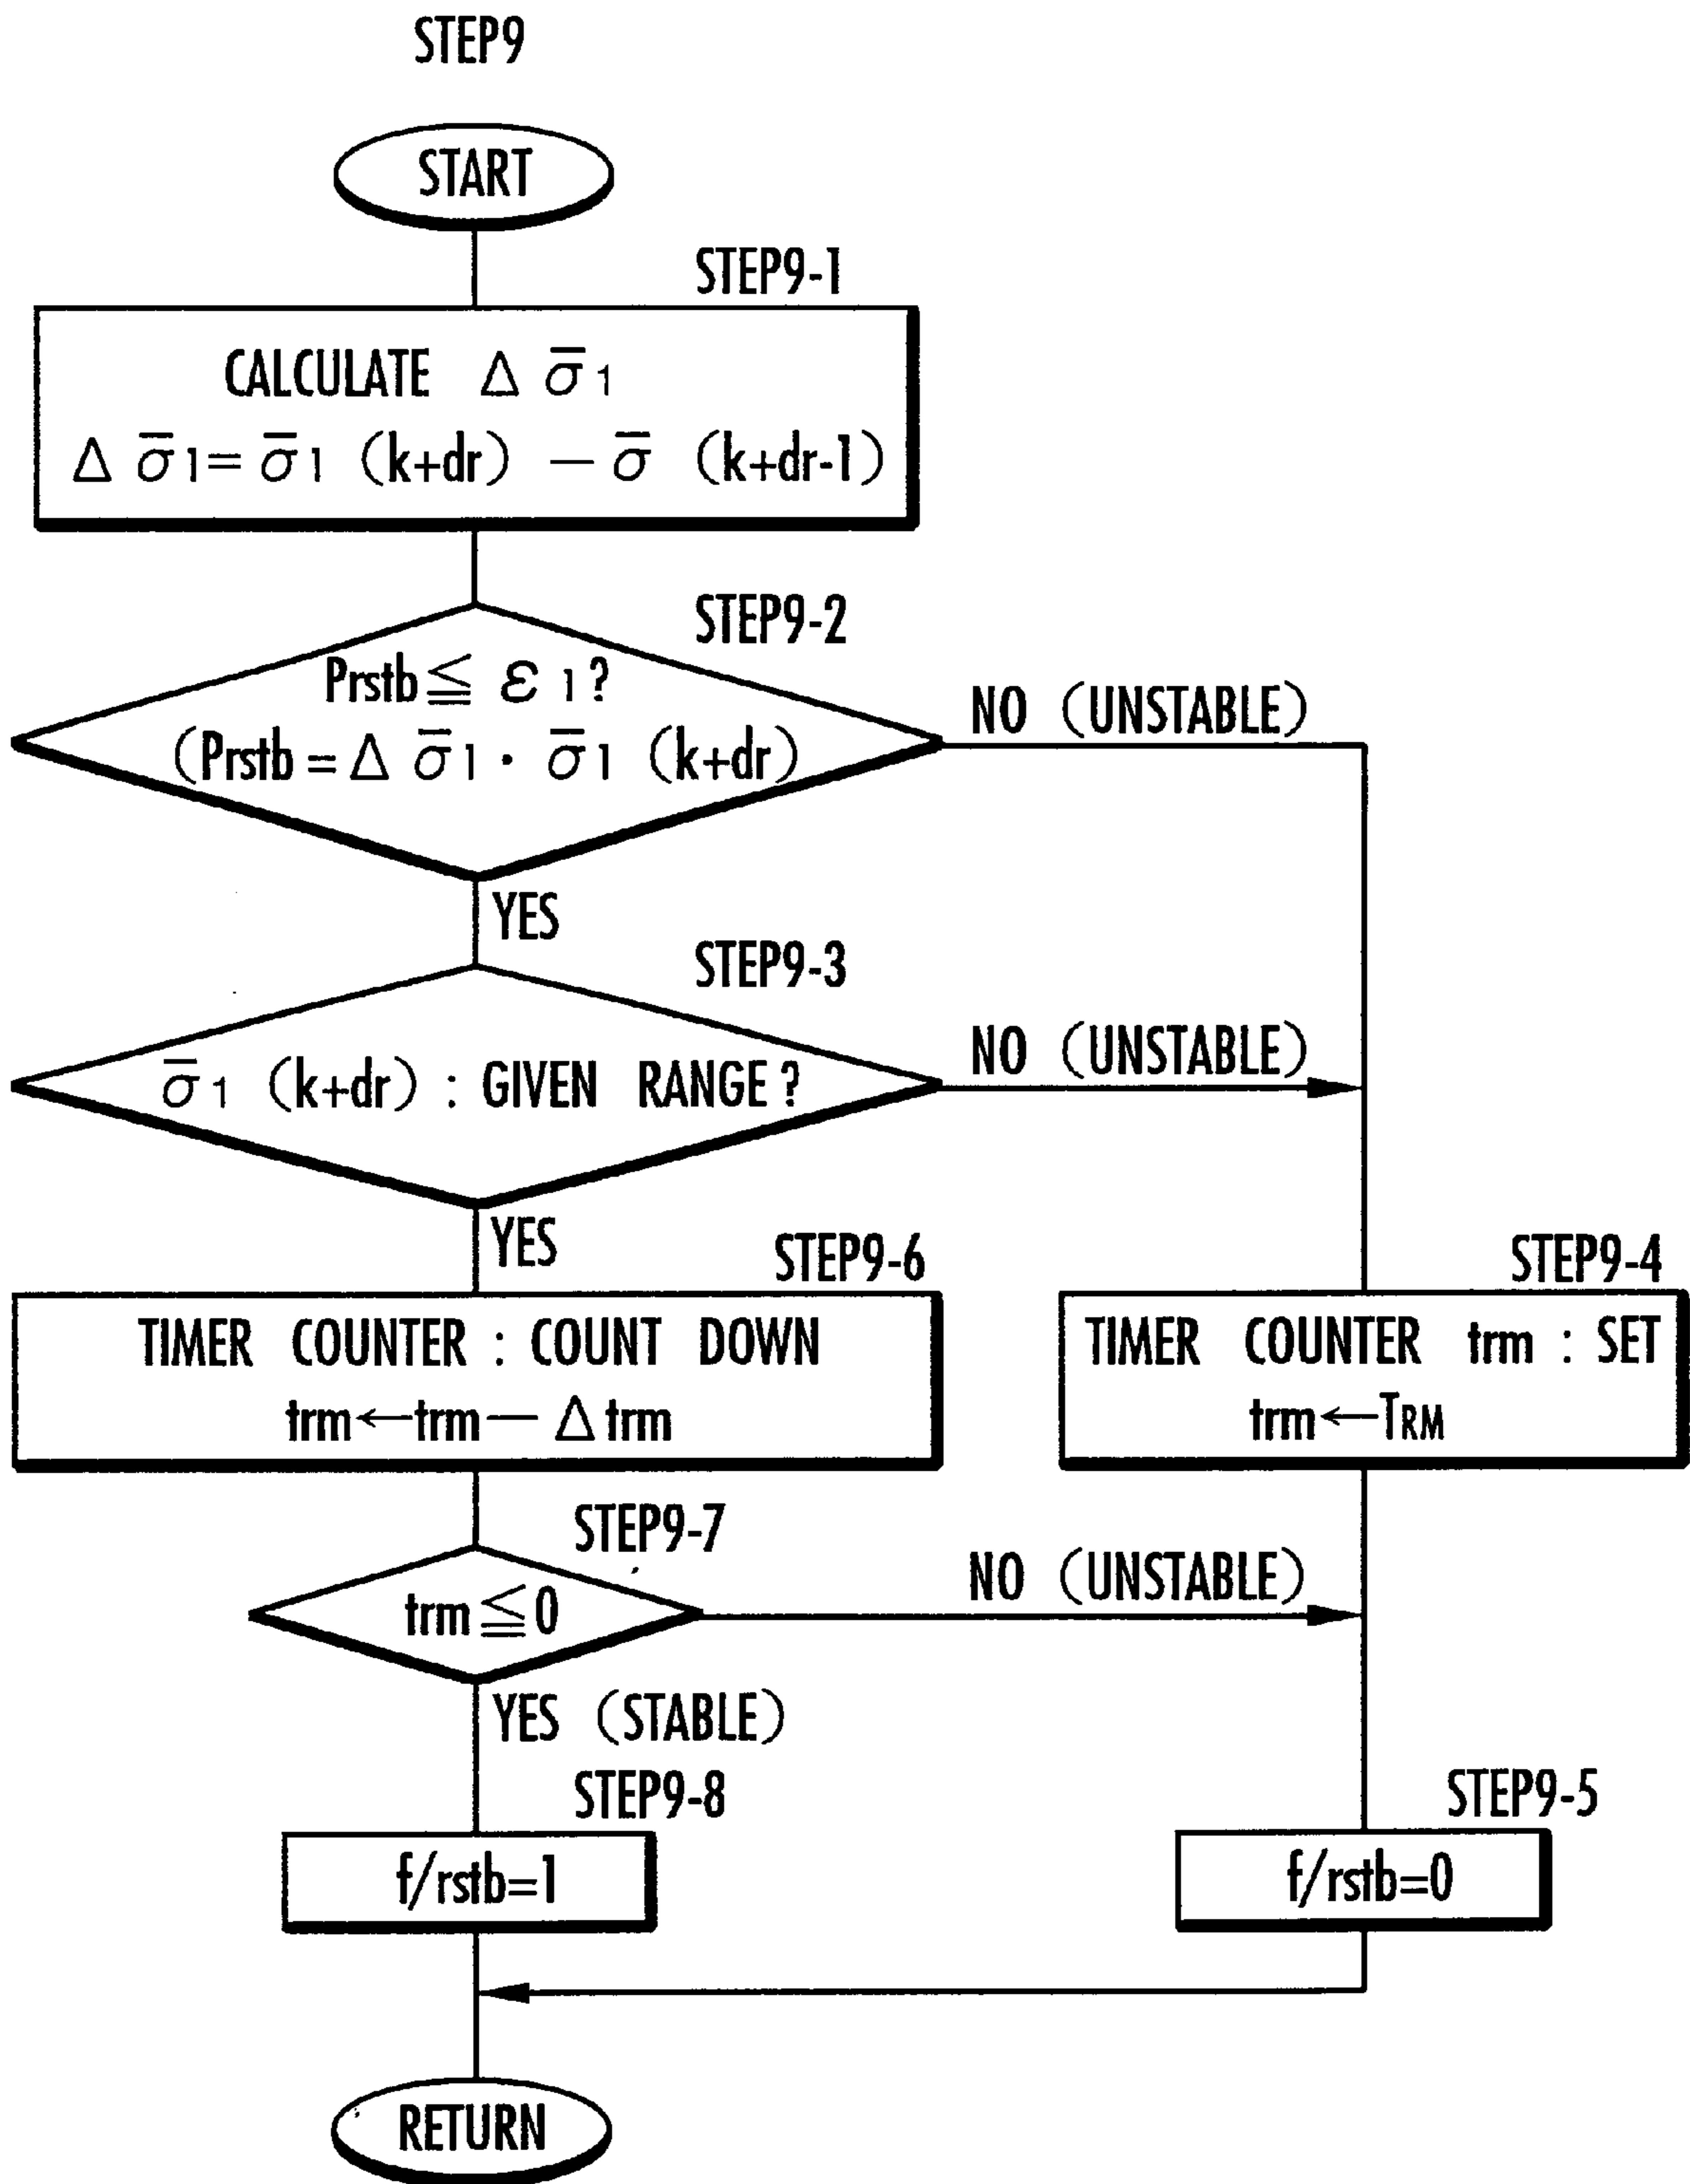 STEP9
START
STEP9-1
CALCULATE Δ σ̅1
Δ σ̅1= σ̅1 (k+dr) − σ̅ (k+dr-1)
STEP9-2
Prstb≦ ε1?
(Prstb = Δ σ̅1 · σ̅1 (k+dr)
NO (UNSTABLE)
YES
STEP9-3
σ̅1 (k+dr) : GIVEN RANGE?
NO (UNSTABLE)
YES
STEP9-6
TIMER COUNTER : COUNT DOWN
trm←trm− Δ trm
STEP9-4
TIMER COUNTER trm : SET
trm←TRM
STEP9-7
trm≦0
NO (UNSTABLE)
YES (STABLE)
STEP9-8
f/rstb=1
STEP9-5
f/rstb=0
RETURN